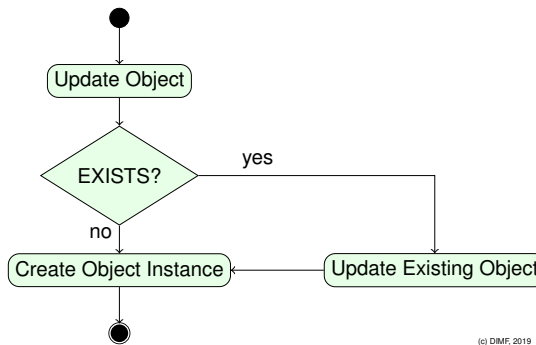 Update Object
EXISTS?
yes
no
Create Object Instance
Update Existing Object
(c) DIMF, 2019